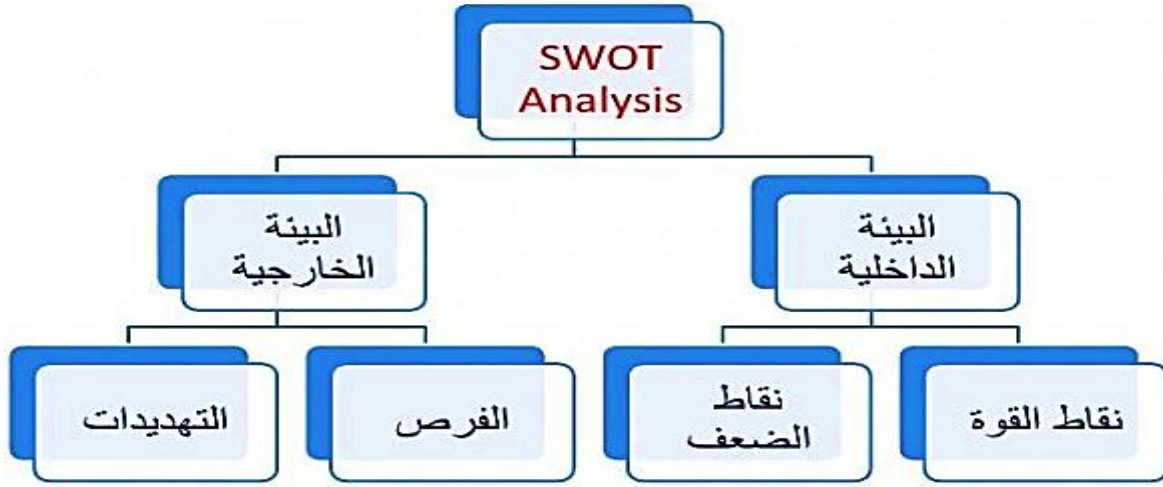 SWOT
Analysis
البيئة
الداخلية
البيئة
الخارجية
نقاط القوة
نقاط
الضعف
الفرص
التهديدات